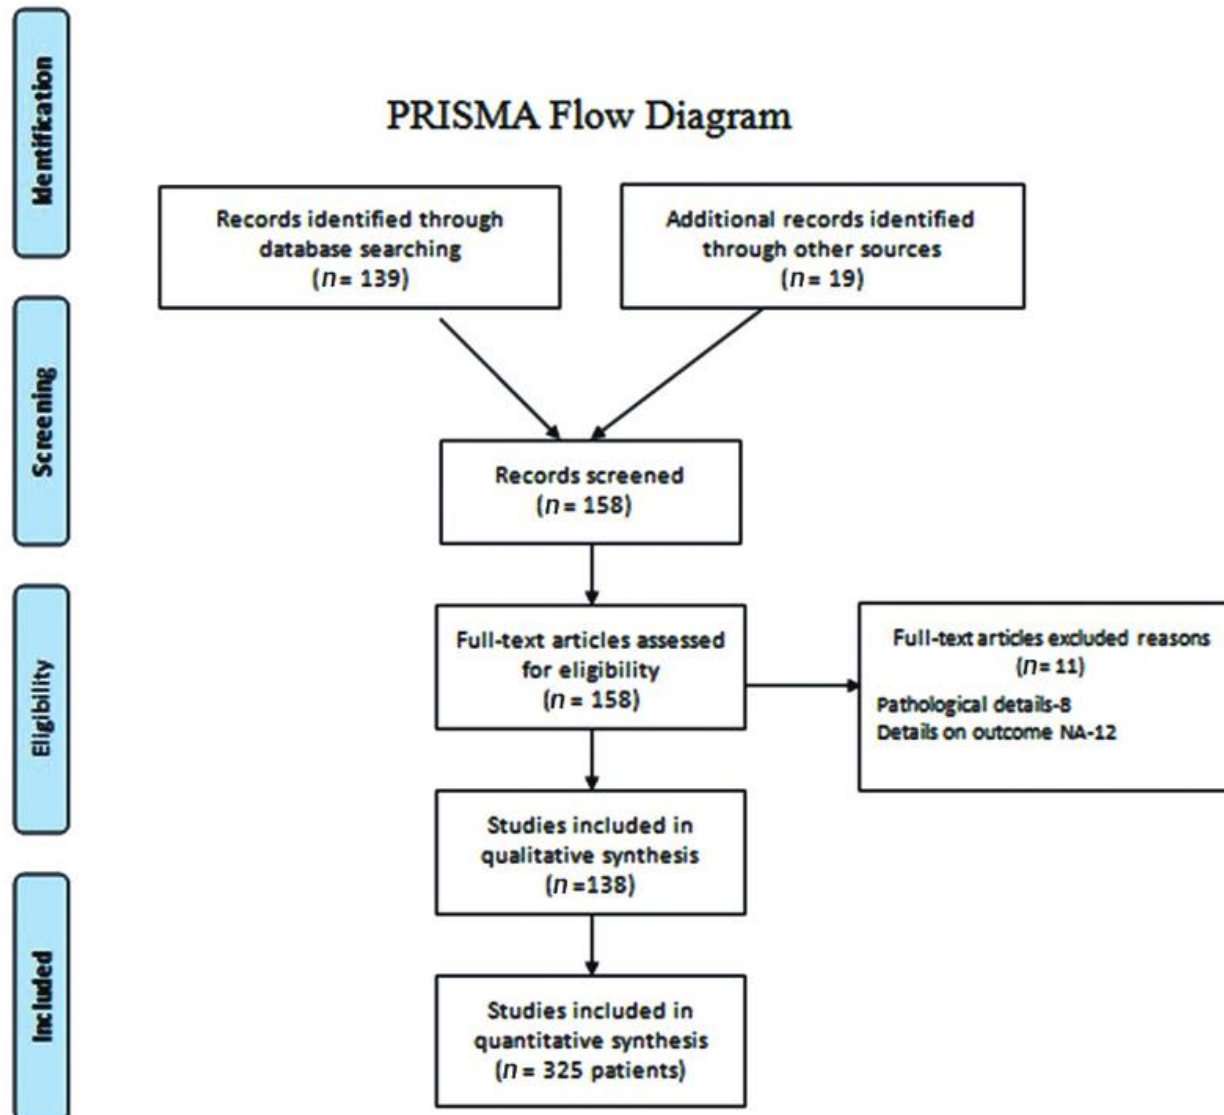 Identification
PRISMA Flow Diagram
Records identified through
database searching
(n = 139)
Additional records identified
through other sources
(n = 19)
Screening
Records screened
(n = 158)
Eligibility
Full-text articles assessed
for eligibility
(n = 158)
Full-text articles excluded reasons
(n = 11)
Pathological details-8
Details on outcome NA-12
Studies included in
qualitative synthesis
(n =138)
Included
Studies included in
quantitative synthesis
(n = 325 patients)